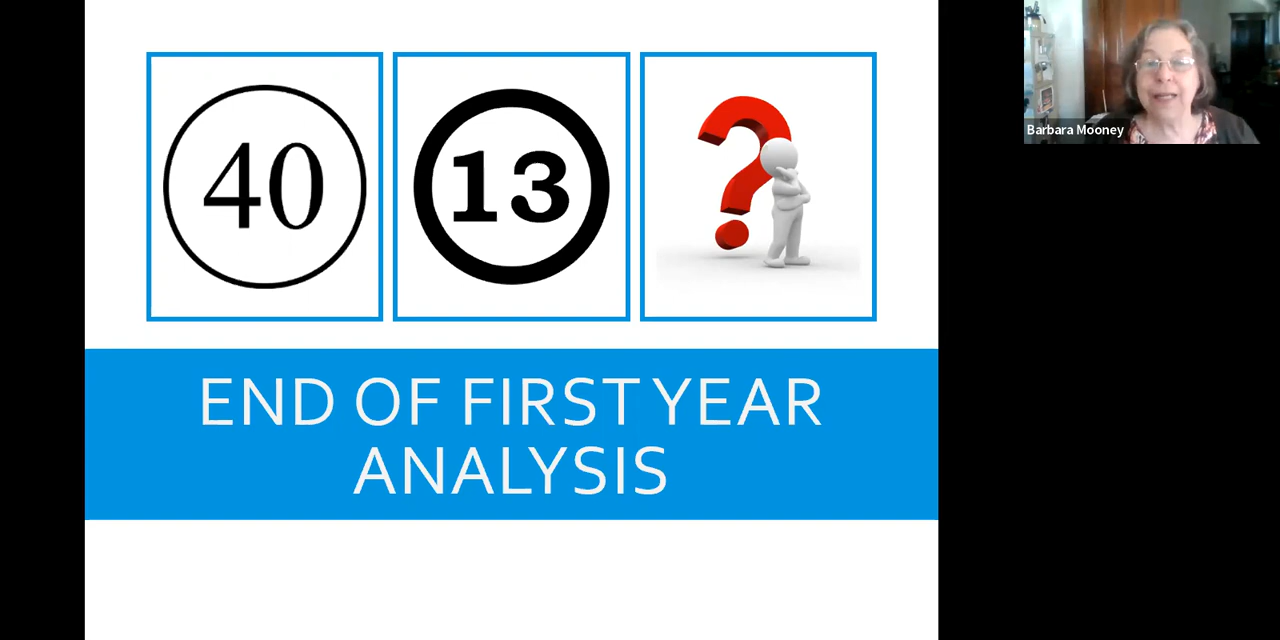 40
13
?
Barbara Mooney
END OF FIRST YEAR
ANALYSIS